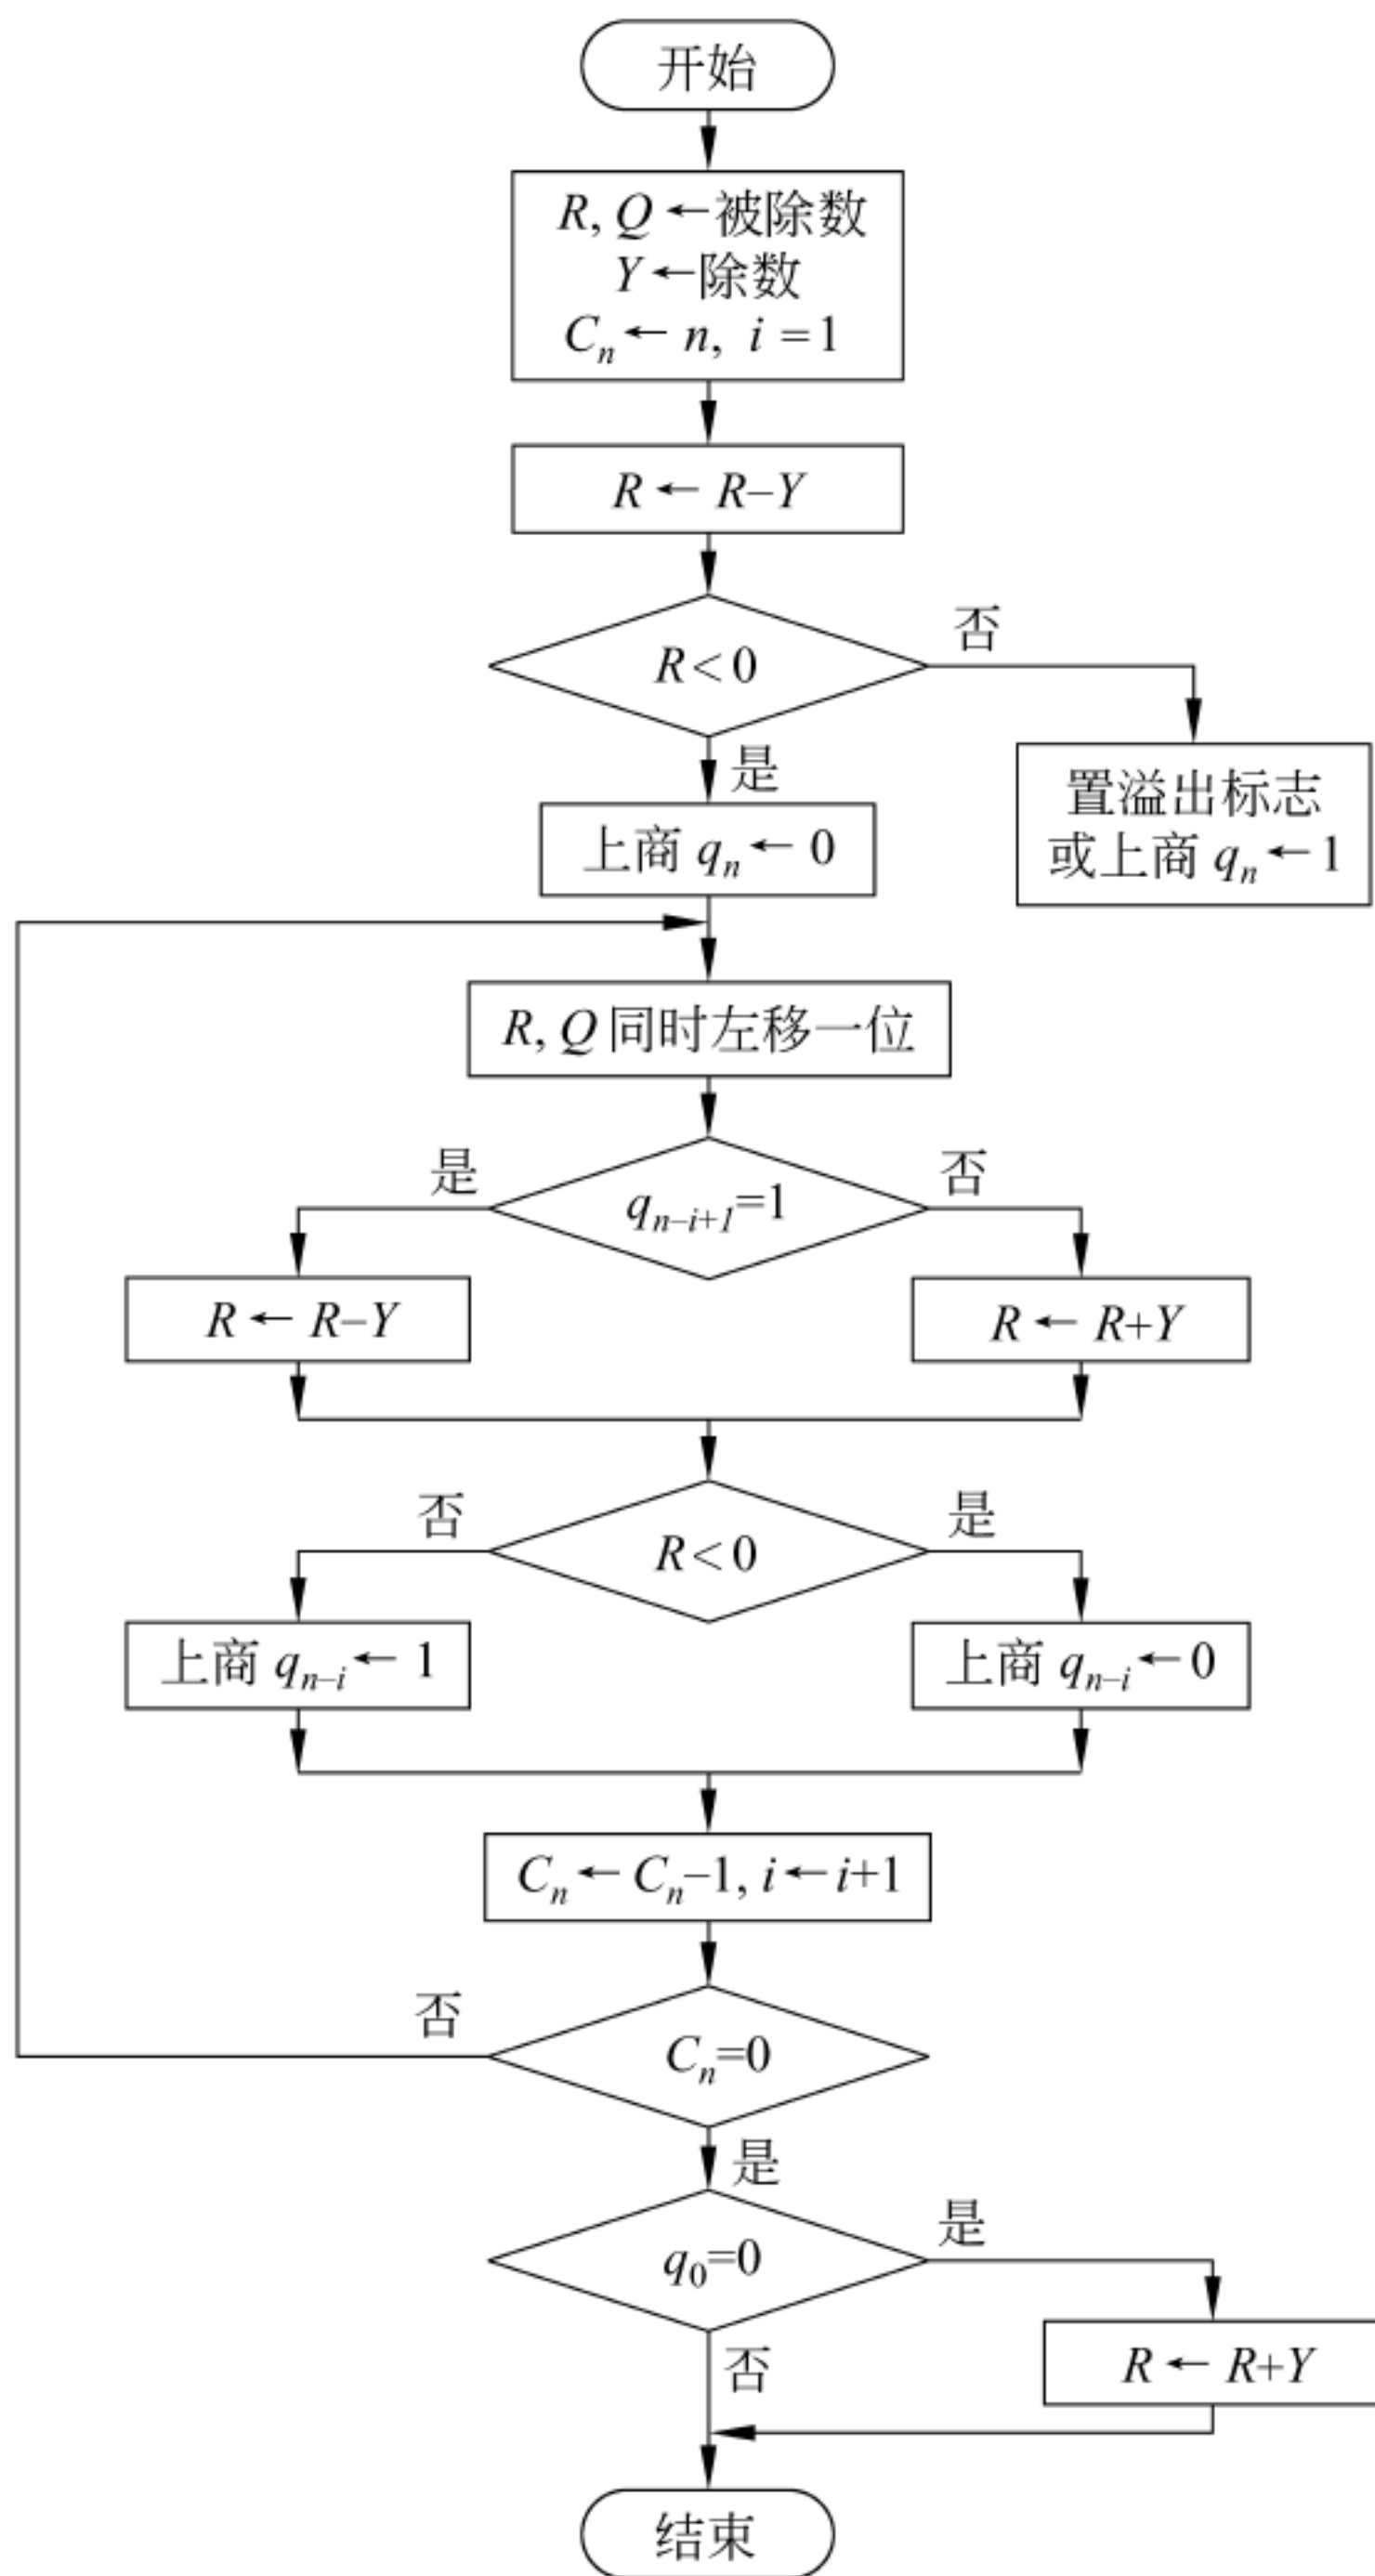 开始
R, Q ← 被除数
Y ← 除数
Cn ← n, i = 1
R ← R–Y
R < 0
否
是
置溢出标志
或上商 qn ← 1
上商 qn ← 0
R, Q 同时左移一位
是
否
qn–i+1=1
R ← R–Y
R ← R+Y
否
是
R < 0
上商 qn–i ← 1
上商 qn–i ← 0
Cn ← Cn–1, i ← i+1
否
Cn=0
是
是
q0=0
否
R ← R+Y
结束